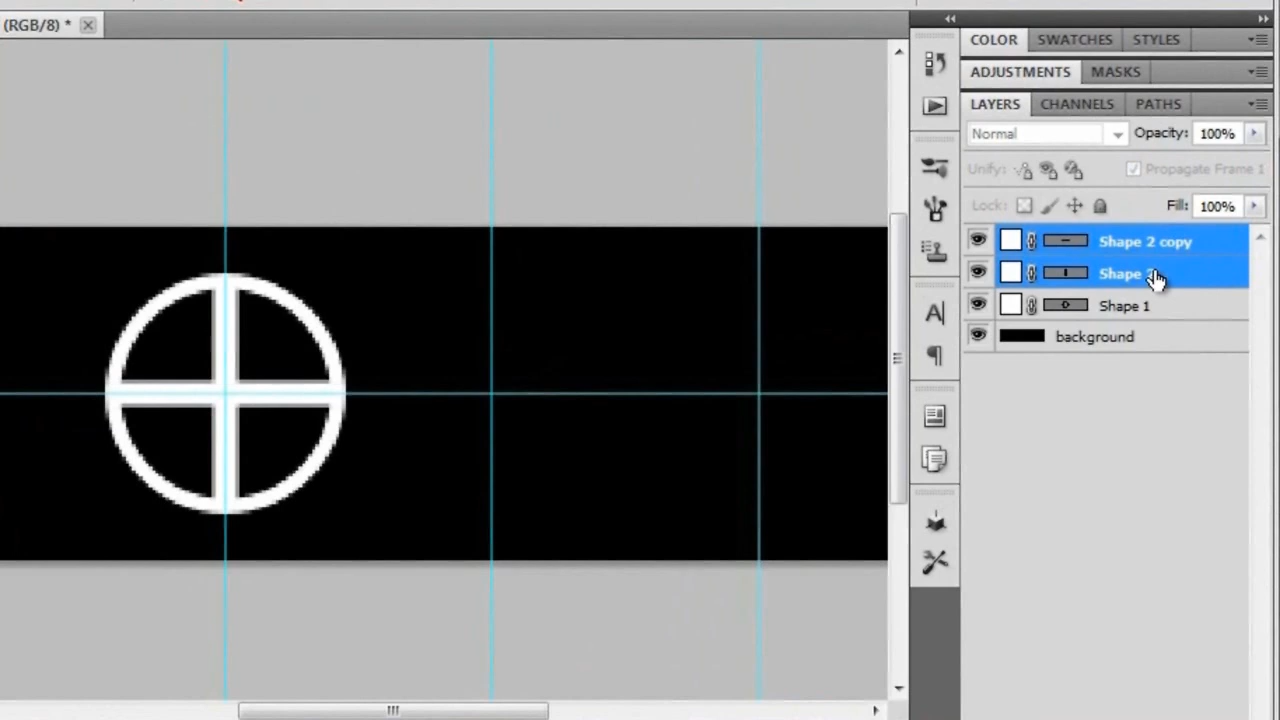 (RGB/8) *
COLOR SWATCHES STYLES
ADJUSTMENTS MASKS
LAYERS CHANNELS PATHS
Normal Opacity: 100%
Unify: Propagate Frame 1
Lock: Fill: 100%
Shape 2 copy
Shape
Shape 1
background